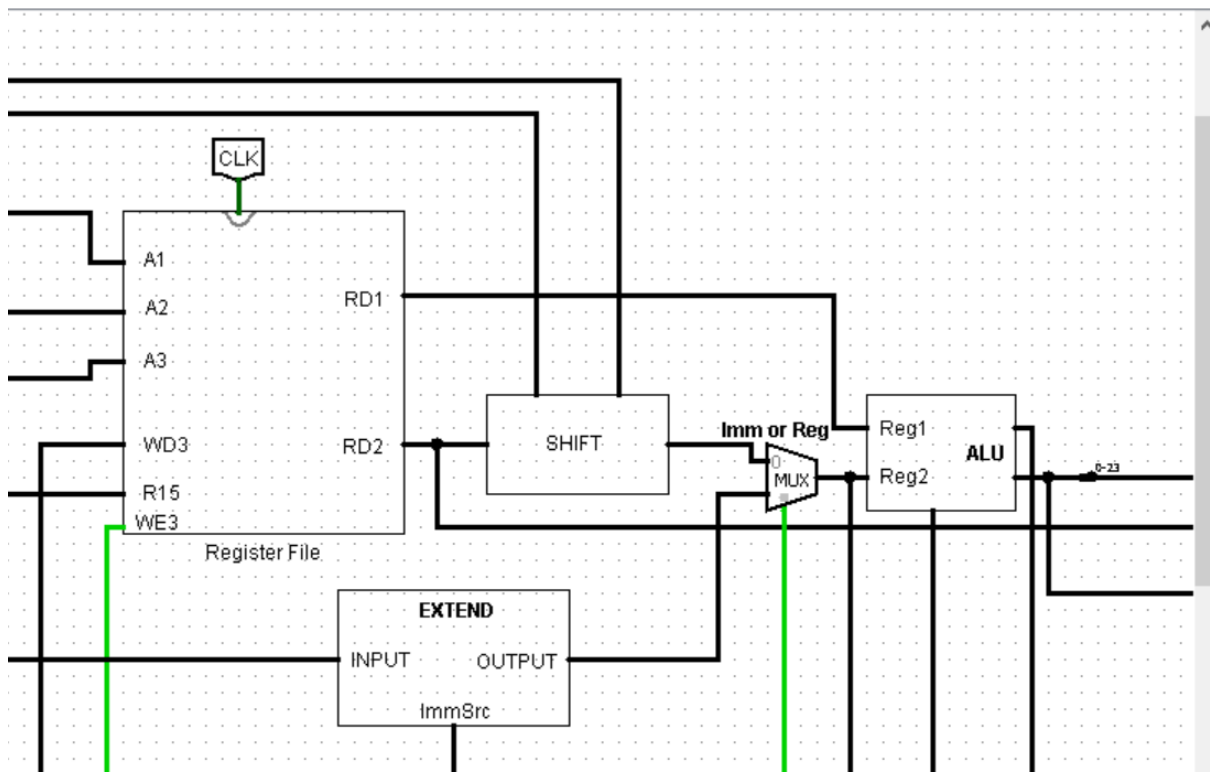 CLK
A1
RD1
A2
A3
Imm or Reg
Reg1
WD3
RD2
SHIFT
0
ALU
MUX
Reg2
0-23
R15
WE3
Register File
EXTEND
INPUT
OUTPUT
ImmSrc